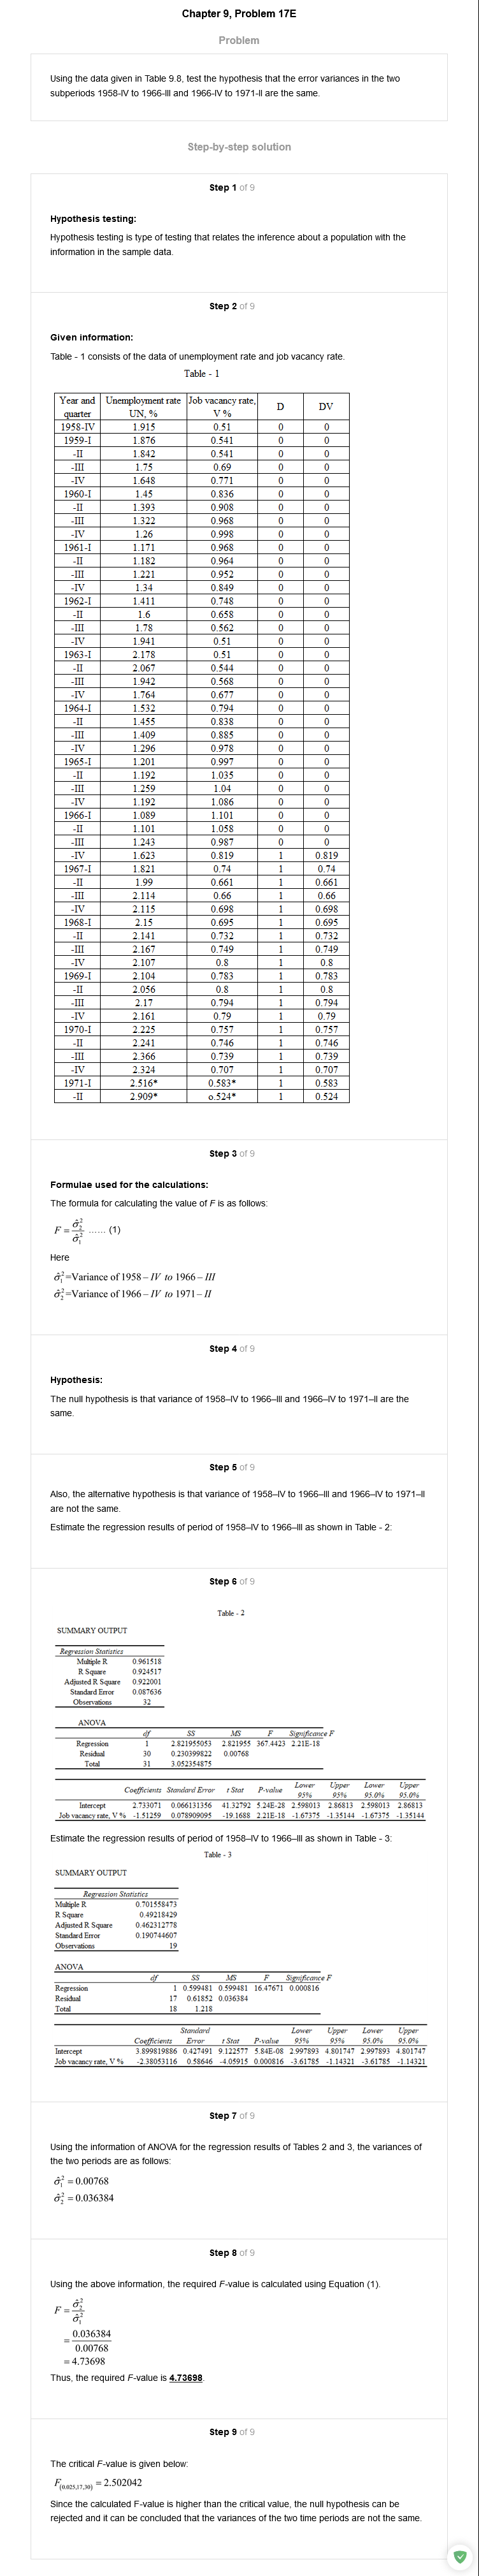 Chapter 9, Problem 17E
Problem
Using the data given in Table 9.8, test the hypothesis that the error variances in the two
subperiods 1958-IV to 1966-III and 1966-IV to 1971-II are the same.
Step-by-step solution
Step 1 of 9
Hypothesis testing:
Hypothesis testing is type of testing that relates the inference about a population with the
information in the sample data.
Step 2 of 9
Given information:
Table - 1 consists of the data of unemployment rate and job vacancy rate.
Table - 1
Year and quarter Unemployment rate UN, % Job vacancy rate, V % D DV
1958-IV 1.915 0.51 0 0
1959-I 1.876 0.541 0 0
-II 1.842 0.541 0 0
-III 1.75 0.69 0 0
-IV 1.648 0.771 0 0
1960-I 1.45 0.836 0 0
-II 1.393 0.908 0 0
-III 1.322 0.968 0 0
-IV 1.26 0.998 0 0
1961-I 1.171 0.968 0 0
-II 1.182 0.964 0 0
-III 1.221 0.952 0 0
-IV 1.34 0.849 0 0
1962-I 1.411 0.748 0 0
-II 1.6 0.658 0 0
-III 1.78 0.562 0 0
-IV 1.941 0.51 0 0
1963-I 2.178 0.51 0 0
-II 2.067 0.544 0 0
-III 1.942 0.568 0 0
-IV 1.764 0.677 0 0
1964-I 1.532 0.794 0 0
-II 1.455 0.838 0 0
-III 1.409 0.885 0 0
-IV 1.296 0.978 0 0
1965-I 1.201 0.997 0 0
-II 1.192 1.035 0 0
-III 1.259 1.04 0 0
-IV 1.192 1.086 0 0
1966-I 1.089 1.101 0 0
-II 1.101 1.058 0 0
-III 1.243 0.987 0 0
-IV 1.623 0.819 1 0.819
1967-I 1.821 0.74 1 0.74
-II 1.99 0.661 1 0.661
-III 2.114 0.66 1 0.66
-IV 2.115 0.698 1 0.698
1968-I 2.15 0.695 1 0.695
-II 2.141 0.732 1 0.732
-III 2.167 0.749 1 0.749
-IV 2.107 0.8 1 0.8
1969-I 2.104 0.783 1 0.783
-II 2.056 0.8 1 0.8
-III 2.17 0.794 1 0.794
-IV 2.161 0.79 1 0.79
1970-I 2.225 0.757 1 0.757
-II 2.241 0.746 1 0.746
-III 2.366 0.739 1 0.739
-IV 2.324 0.707 1 0.707
1971-I 2.516* 0.583* 1 0.583
-II 2.909* o.524* 1 0.524
Step 3 of 9
Formulae used for the calculations:
The formula for calculating the value of F is as follows:
F = σ̂₂² / σ̂₁² ...... (1)
Here
σ̂₁² =Variance of 1958 – IV to 1966 – III
σ̂₂² =Variance of 1966 – IV to 1971 – II
Step 4 of 9
Hypothesis:
The null hypothesis is that variance of 1958–IV to 1966–III and 1966–IV to 1971–II are the
same.
Step 5 of 9
Also, the alternative hypothesis is that variance of 1958–IV to 1966–III and 1966–IV to 1971–II
are not the same.
Estimate the regression results of period of 1958–IV to 1966–III as shown in Table - 2:
Step 6 of 9
Table - 2
SUMMARY OUTPUT
Regression Statistics
Multiple R 0.961518
R Square 0.924517
Adjusted R Square 0.922001
Standard Error 0.087636
Observations 32
ANOVA
df SS MS F Significance F
Regression 1 2.821955053 2.821955 367.4423 2.21E-18
Residual 30 0.230399822 0.00768
Total 31 3.052354875
Coefficients Standard Error t Stat P-value Lower 95% Upper 95% Lower 95.0% Upper 95.0%
Intercept 2.733071 0.066131356 41.32792 5.24E-28 2.598013 2.86813 2.598013 2.86813
Job vacancy rate, V % -1.51259 0.078909095 -19.1688 2.21E-18 -1.67375 -1.35144 -1.67375 -1.35144
Estimate the regression results of period of 1958–IV to 1966–III as shown in Table - 3:
Table - 3
SUMMARY OUTPUT
Regression Statistics
Multiple R 0.701558473
R Square 0.49218429
Adjusted R Square 0.462312778
Standard Error 0.190744607
Observations 19
ANOVA
df SS MS F Significance F
Regression 1 0.599481 0.599481 16.47671 0.000816
Residual 17 0.61852 0.036384
Total 18 1.218
Coefficients Standard Error t Stat P-value Lower 95% Upper 95% Lower 95.0% Upper 95.0%
Intercept 3.899819886 0.427491 9.122577 5.84E-08 2.997893 4.801747 2.997893 4.801747
Job vacancy rate, V % -2.38053116 0.58646 -4.05915 0.000816 -3.61785 -1.14321 -3.61785 -1.14321
Step 7 of 9
Using the information of ANOVA for the regression results of Tables 2 and 3, the variances of
the two periods are as follows:
σ̂₁² = 0.00768
σ̂₂² = 0.036384
Step 8 of 9
Using the above information, the required F-value is calculated using Equation (1).
F = σ̂₂² / σ̂₁²
= 0.036384 / 0.00768
= 4.73698
Thus, the required F-value is 4.73698.
Step 9 of 9
The critical F-value is given below:
F(0.025,17,30) = 2.502042
Since the calculated F-value is higher than the critical value, the null hypothesis can be
rejected and it can be concluded that the variances of the two time periods are not the same.